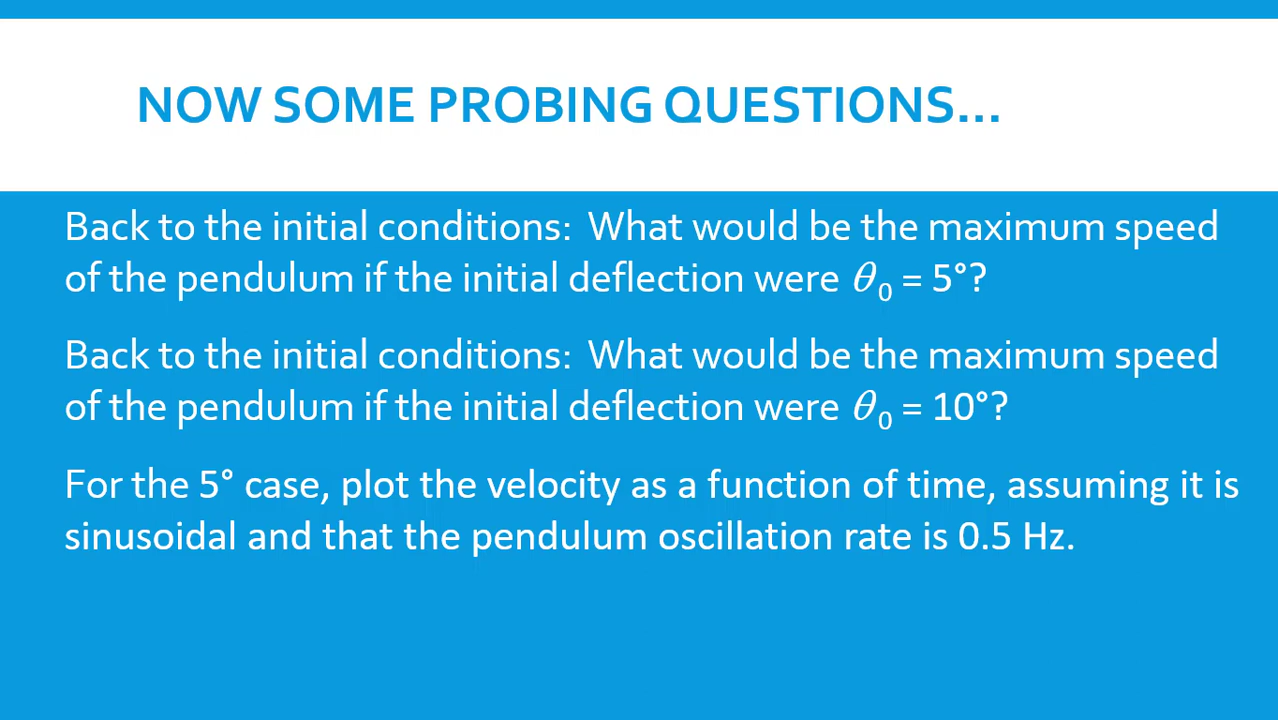 NOW SOME PROBING QUESTIONS...
Back to the initial conditions: What would be the maximum speed
of the pendulum if the initial deflection were θ₀ = 5°?
Back to the initial conditions: What would be the maximum speed
of the pendulum if the initial deflection were θ₀ = 10°?
For the 5° case, plot the velocity as a function of time, assuming it is
sinusoidal and that the pendulum oscillation rate is 0.5 Hz.